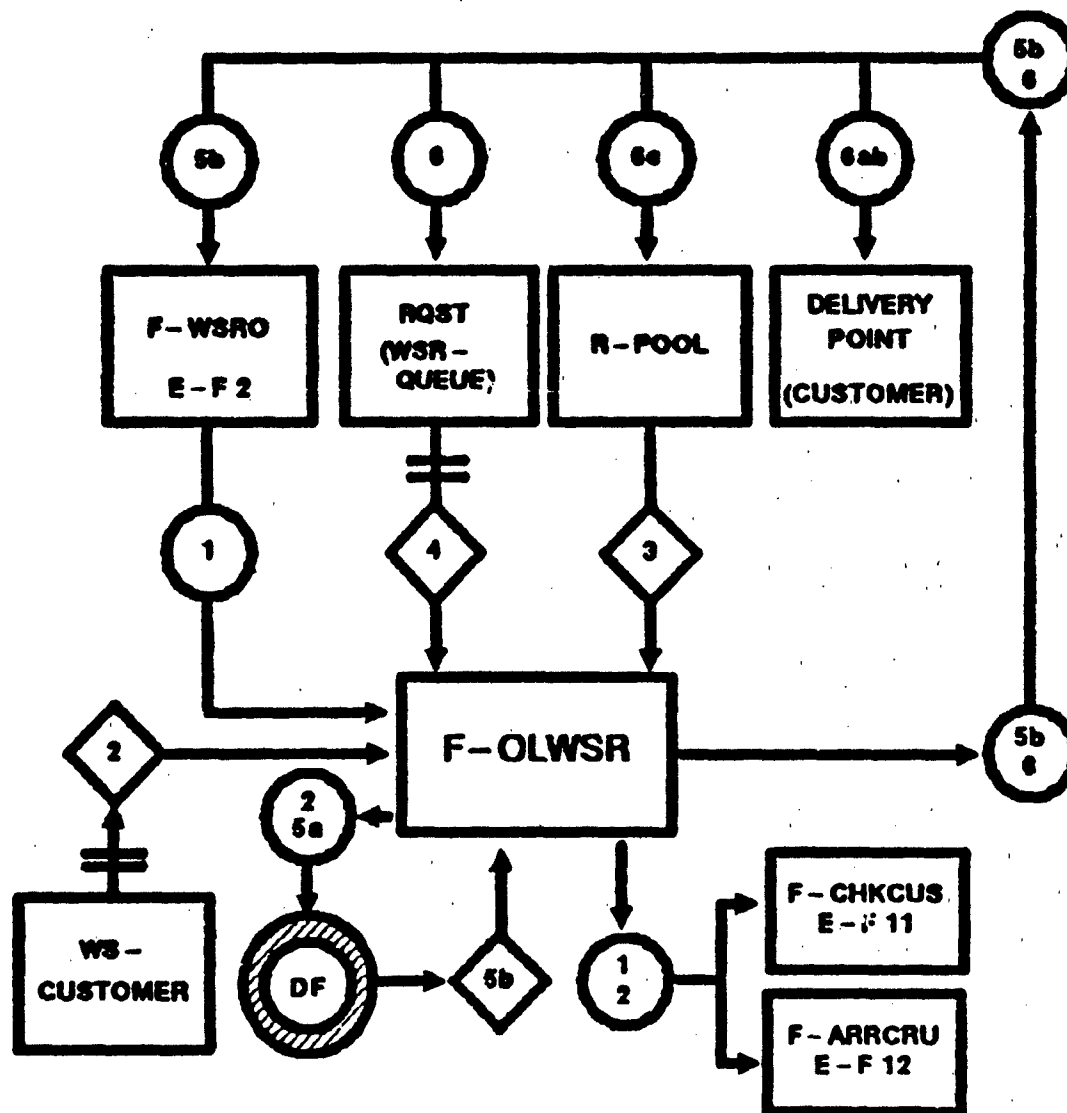 5b
6
5b
6
6c
6ab
F-WSRO
E-F 2
RQST
(WSR-
QUEUE)
R-POOL
DELIVERY
POINT
(CUSTOMER)
1
4
3
2
F-OLWSR
5b
6
2
5a
WS-
CUSTOMER
DF
5b
1
2
F-CHKCUS
E-F 11
F-ARRCRU
E-F 12